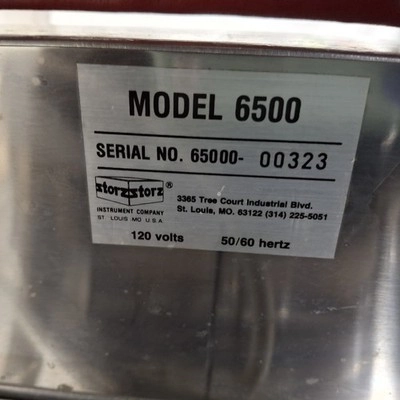 MODEL 6500
SERIAL NO. 65000- 00323
storz storz ®
INSTRUMENT COMPANY
ST LOUIS MO U.S.A
3365 Tree Court Industrial Blvd.
St. Louis, MO. 63122 (314) 225-5051
120 volts 50/60 hertz